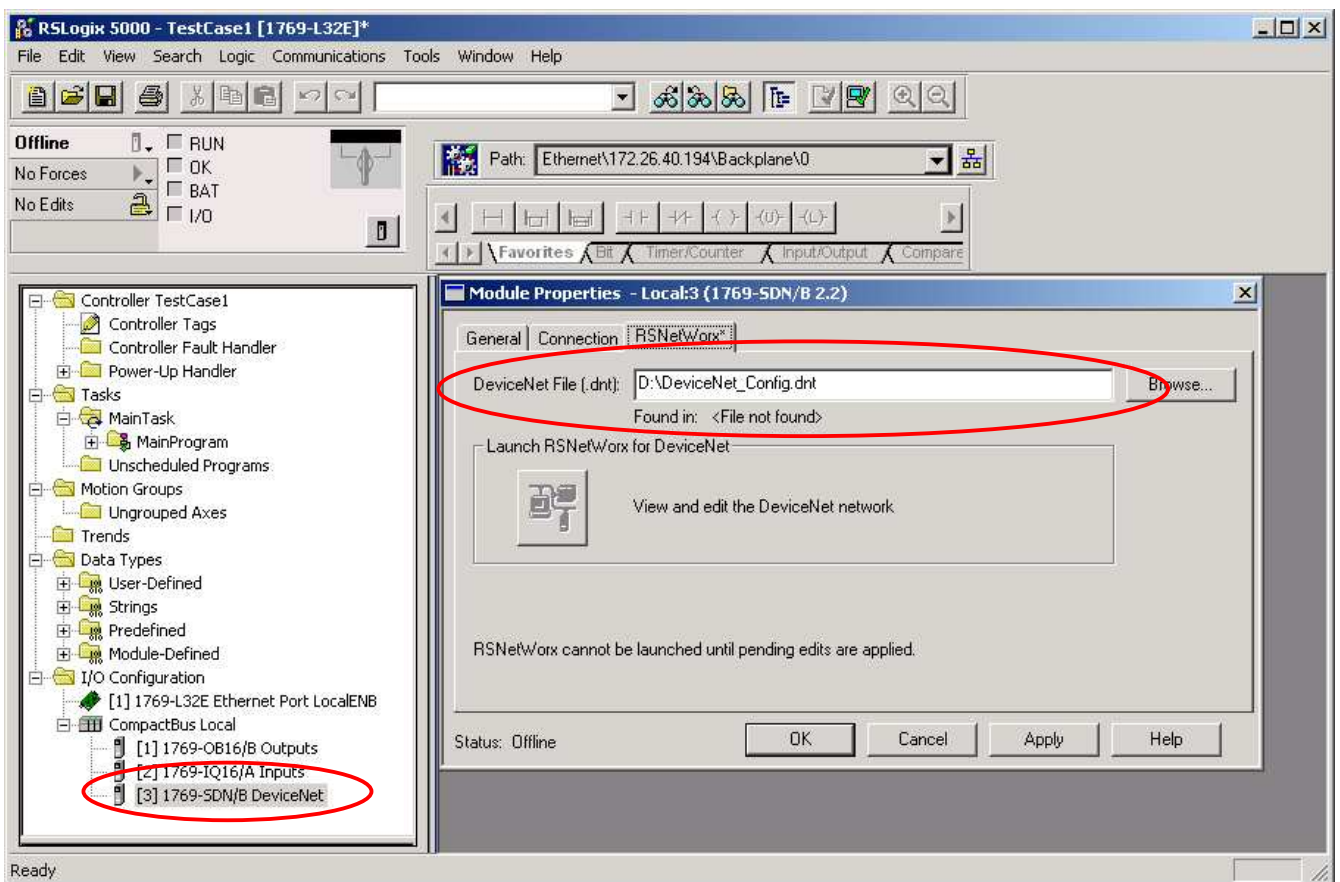 RSLogix 5000 - TestCase1 [1769-L32E]*
File Edit View Search Logic Communications Tools Window Help
Offline
RUN
No Forces
OK
No Edits
BAT
I/O
Path: Ethernet\172.26.40.194\Backplane\0
Favorites Bit Timer/Counter Input/Output Compare
Controller TestCase1
Controller Tags
Controller Fault Handler
Power-Up Handler
Tasks
MainTask
MainProgram
Unscheduled Programs
Motion Groups
Ungrouped Axes
Trends
Data Types
User-Defined
Strings
Predefined
Module-Defined
I/O Configuration
[1] 1769-L32E Ethernet Port LocalENB
CompactBus Local
[1] 1769-OB16/B Outputs
[2] 1769-IQ16/A Inputs
[3] 1769-SDN/B DeviceNet
Module Properties - Local:3 (1769-SDN/B 2.2)
General Connection RSNetWorx*
DeviceNet File (.dnt): D:\DeviceNet_Config.dnt Browse...
Found in: <File not found>
Launch RSNetWorx for DeviceNet
View and edit the DeviceNet network
RSNetWorx cannot be launched until pending edits are applied.
Status: Offline OK Cancel Apply Help
Ready